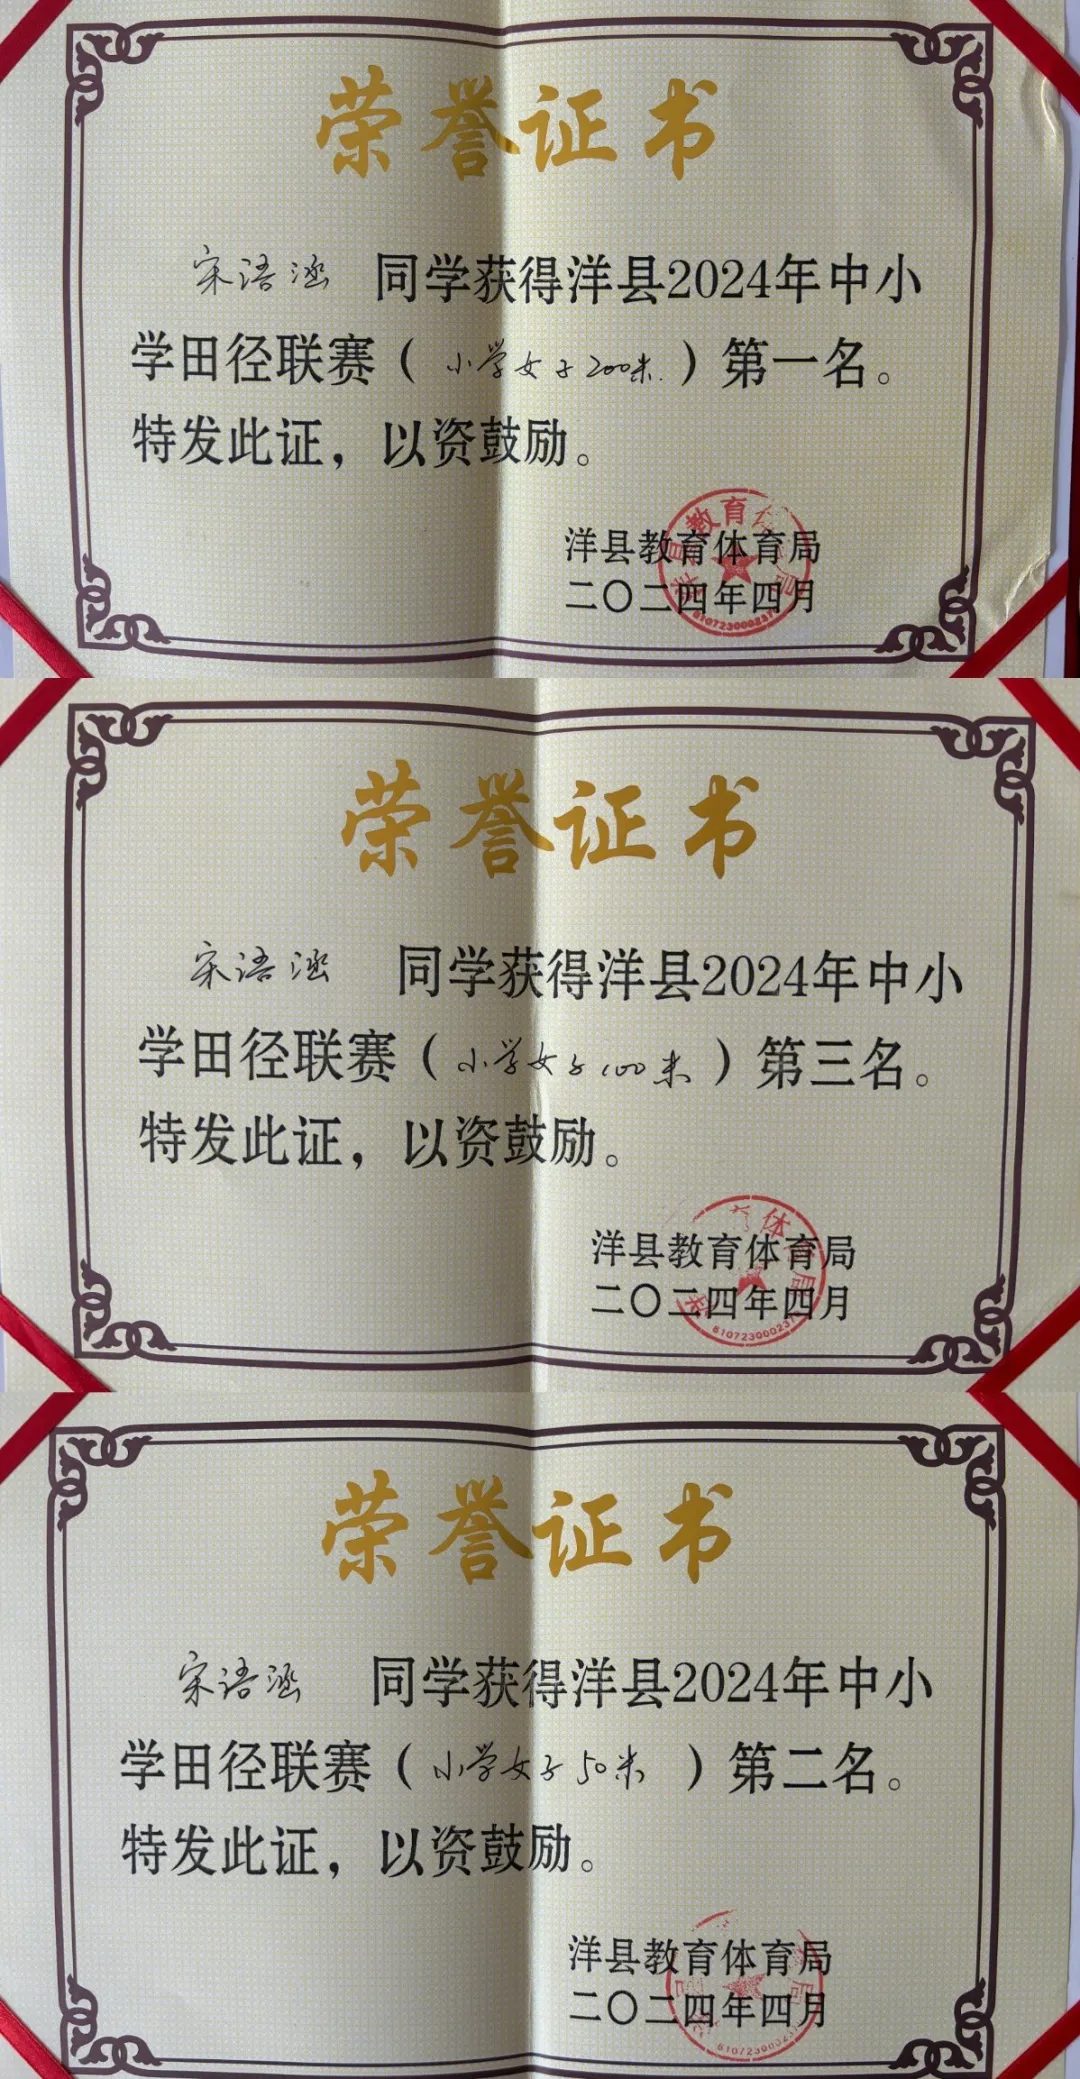 荣誉证书
宋语涵 同学获得洋县2024年中小
学田径联赛（小学女子200米）第一名。
特发此证，以资鼓励。
洋县教育体育局
二〇二四年四月
6107230002370
荣誉证书
宋语涵 同学获得洋县2024年中小
学田径联赛（小学女子100米）第三名。
特发此证，以资鼓励。
洋县教育体育局
二〇二四年四月
荣誉证书
宋语涵 同学获得洋县2024年中小
学田径联赛（小学女子50米）第二名。
特发此证，以资鼓励。
洋县教育体育局
二〇二四年四月